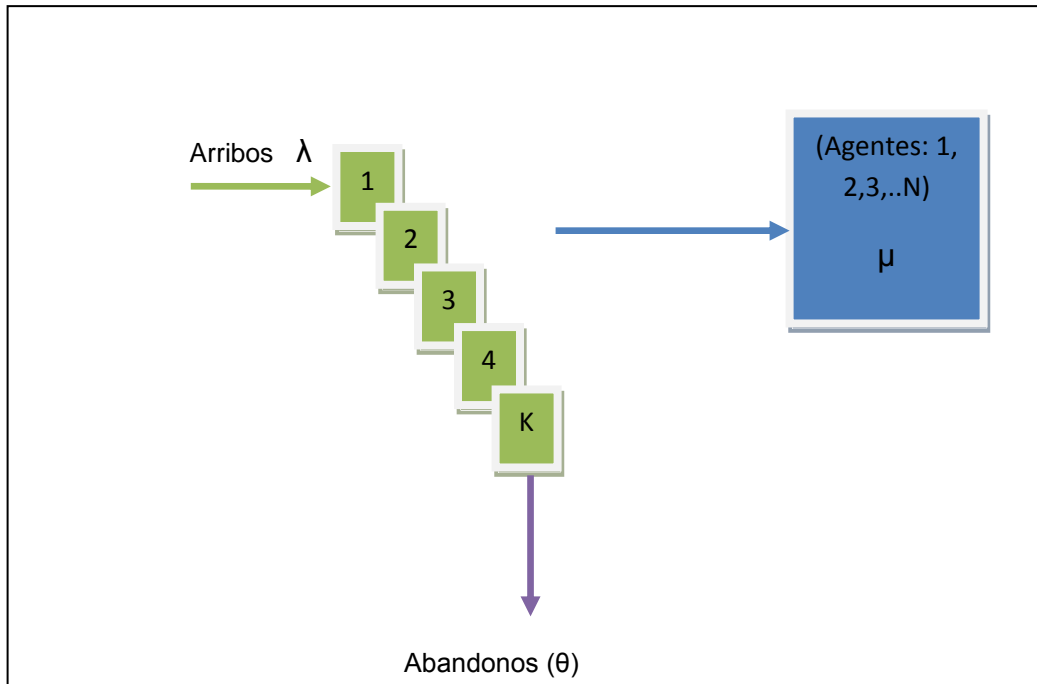 Arribos λ
1
2
3
4
K
(Agentes: 1,
2,3,..N)
μ
Abandonos (θ)